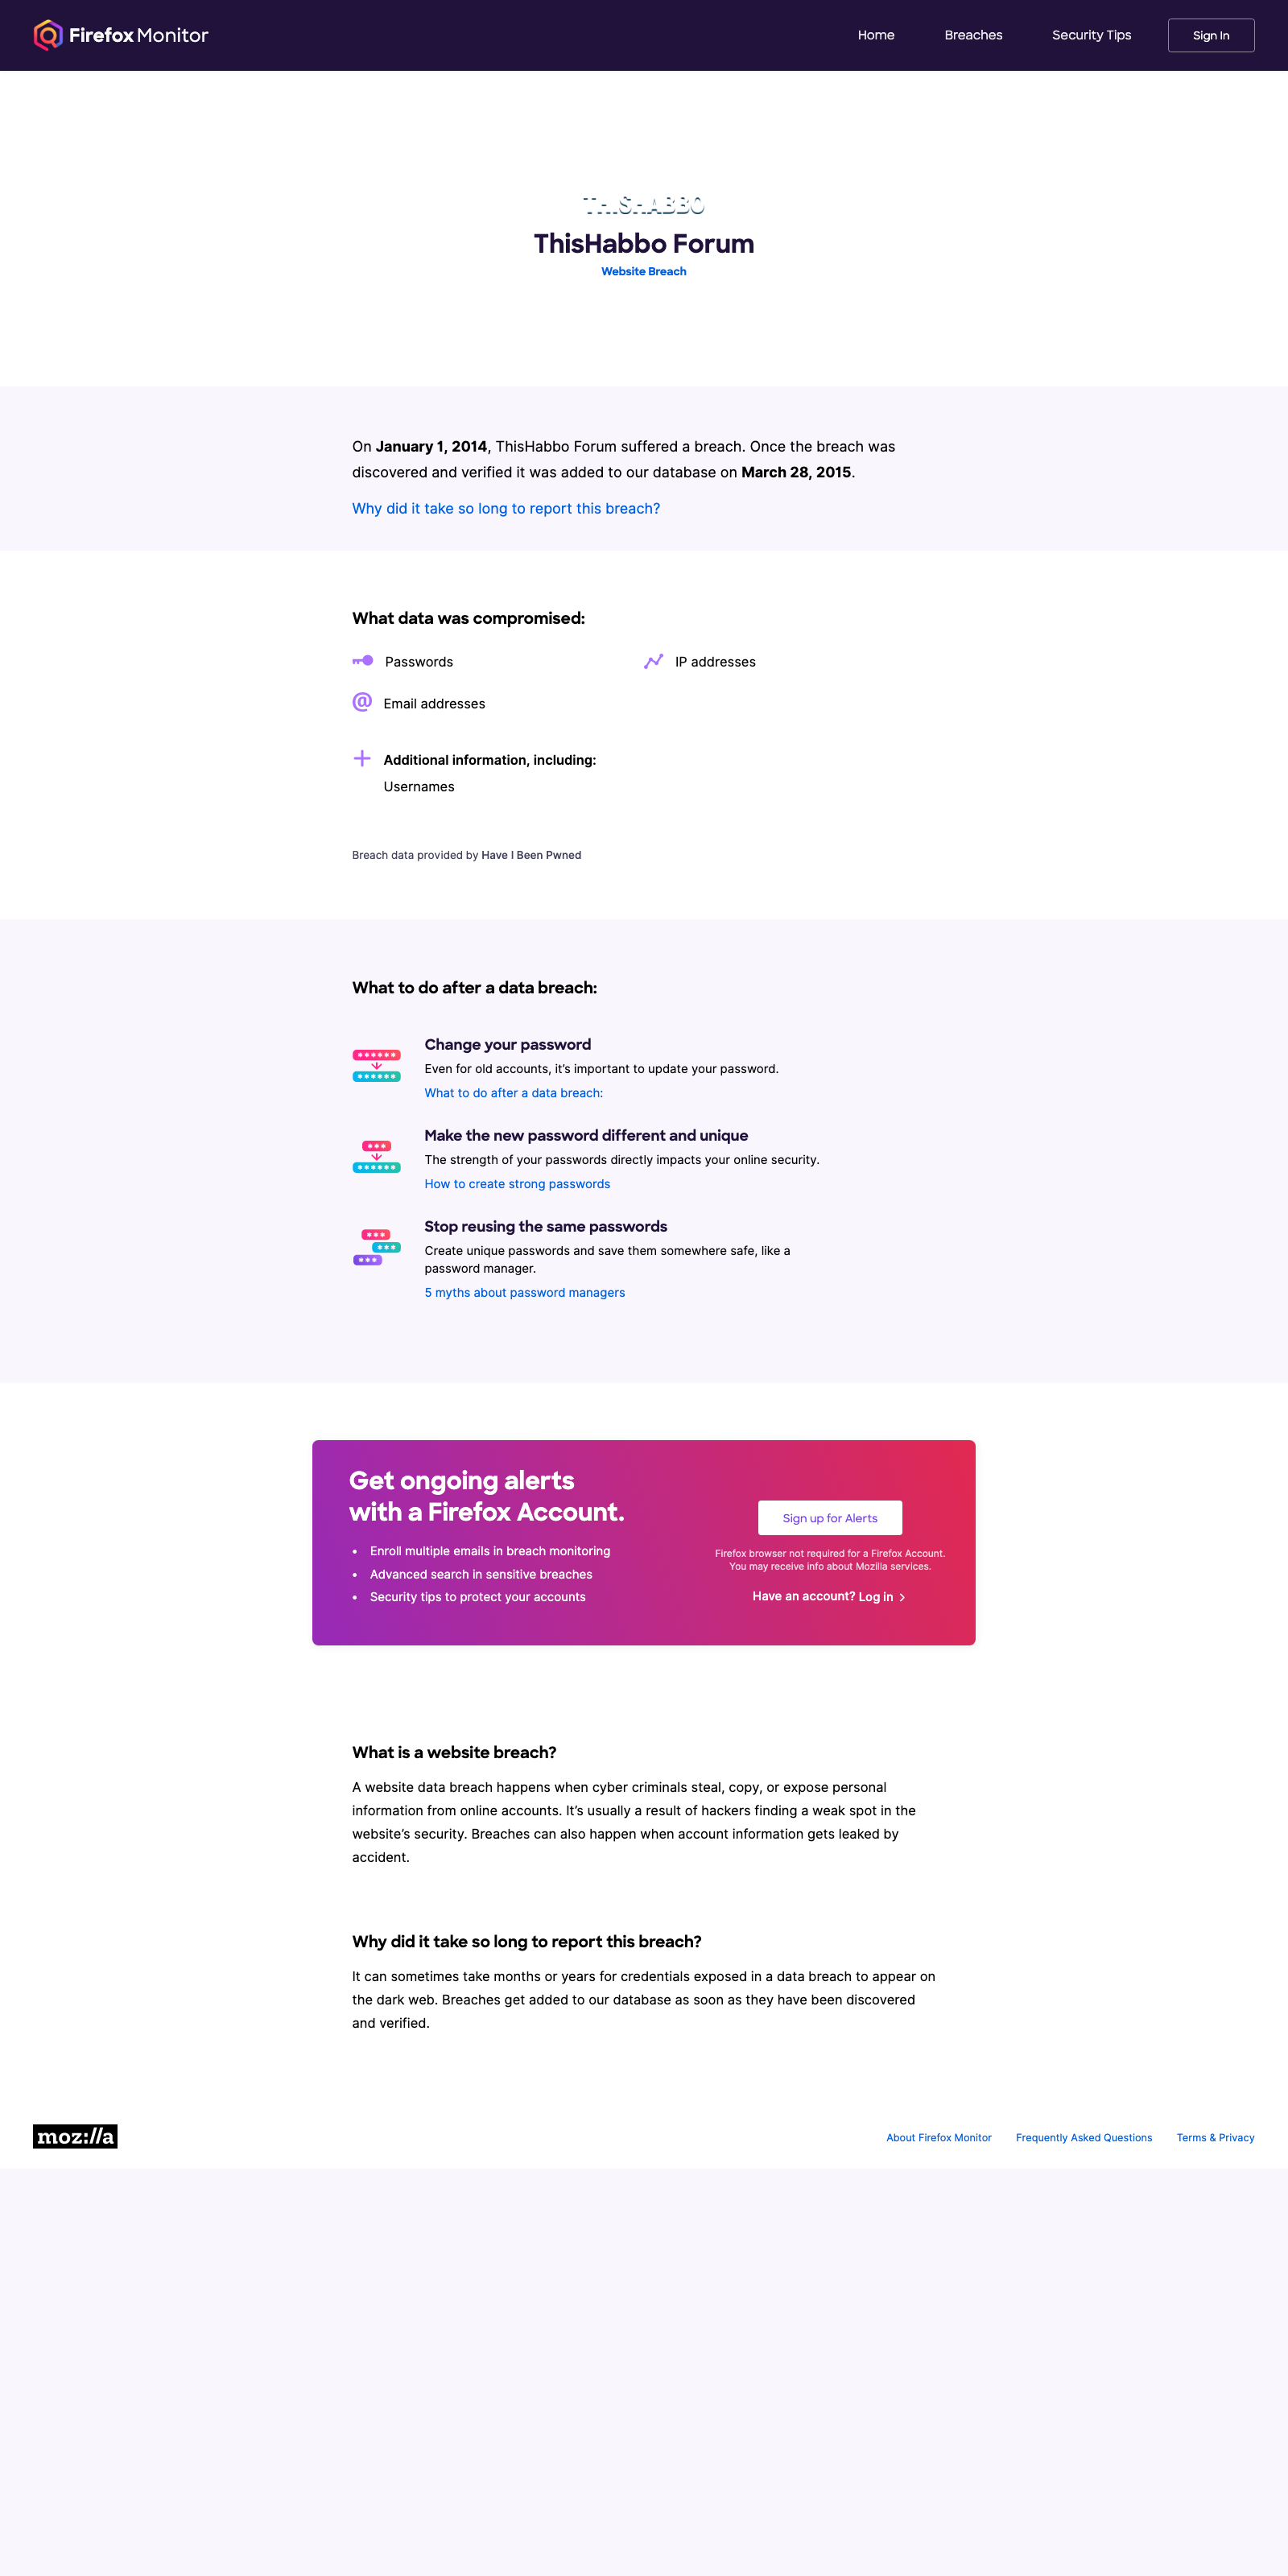 Firefox Monitor
Home
Breaches
Security Tips
Sign In
THISHABBO
ThisHabbo Forum
Website Breach
On January 1, 2014, ThisHabbo Forum suffered a breach. Once the breach was
discovered and verified it was added to our database on March 28, 2015.
Why did it take so long to report this breach?
What data was compromised:
Passwords
IP addresses
Email addresses
Additional information, including:
Usernames
Breach data provided by Have I Been Pwned
What to do after a data breach:
Change your password
Even for old accounts, it’s important to update your password.
What to do after a data breach:
Make the new password different and unique
The strength of your passwords directly impacts your online security.
How to create strong passwords
Stop reusing the same passwords
Create unique passwords and save them somewhere safe, like a
password manager.
5 myths about password managers
Get ongoing alerts
with a Firefox Account.
• Enroll multiple emails in breach monitoring
• Advanced search in sensitive breaches
• Security tips to protect your accounts
Sign up for Alerts
Firefox browser not required for a Firefox Account.
You may receive info about Mozilla services.
Have an account? Log in
What is a website breach?
A website data breach happens when cyber criminals steal, copy, or expose personal
information from online accounts. It’s usually a result of hackers finding a weak spot in the
website’s security. Breaches can also happen when account information gets leaked by
accident.
Why did it take so long to report this breach?
It can sometimes take months or years for credentials exposed in a data breach to appear on
the dark web. Breaches get added to our database as soon as they have been discovered
and verified.
moz://a
About Firefox Monitor
Frequently Asked Questions
Terms & Privacy